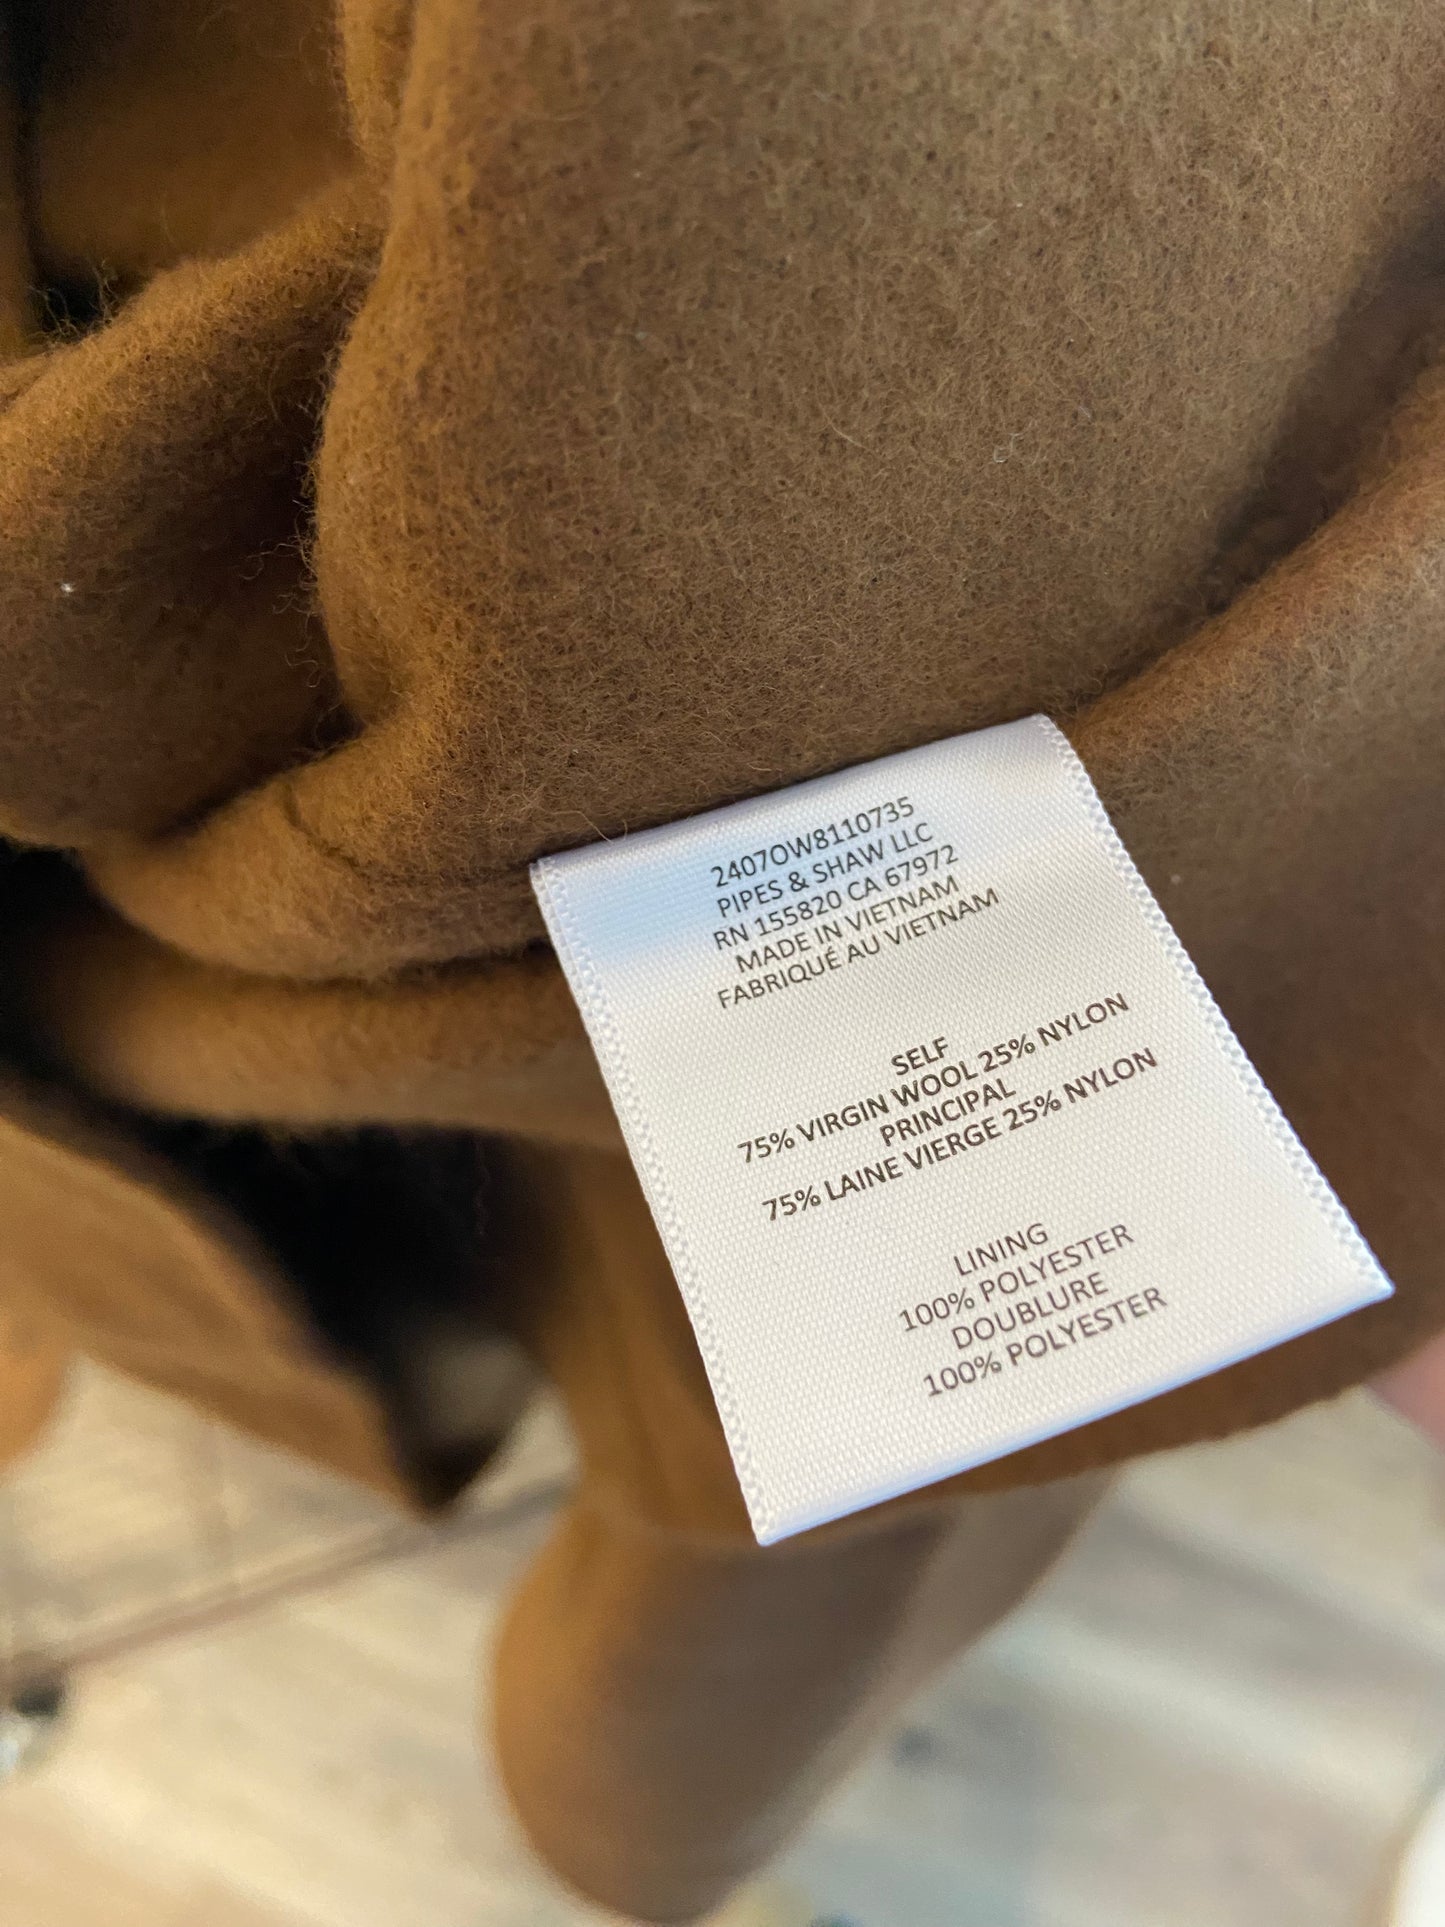 2407OW8110735
PIPES & SHAW LLC
RN 155820 CA 67972
MADE IN VIETNAM
FABRIQUÉ AU VIETNAM
SELF
75% VIRGIN WOOL 25% NYLON
PRINCIPAL
75% LAINE VIERGE 25% NYLON
LINING
100% POLYESTER
DOUBLURE
100% POLYESTER